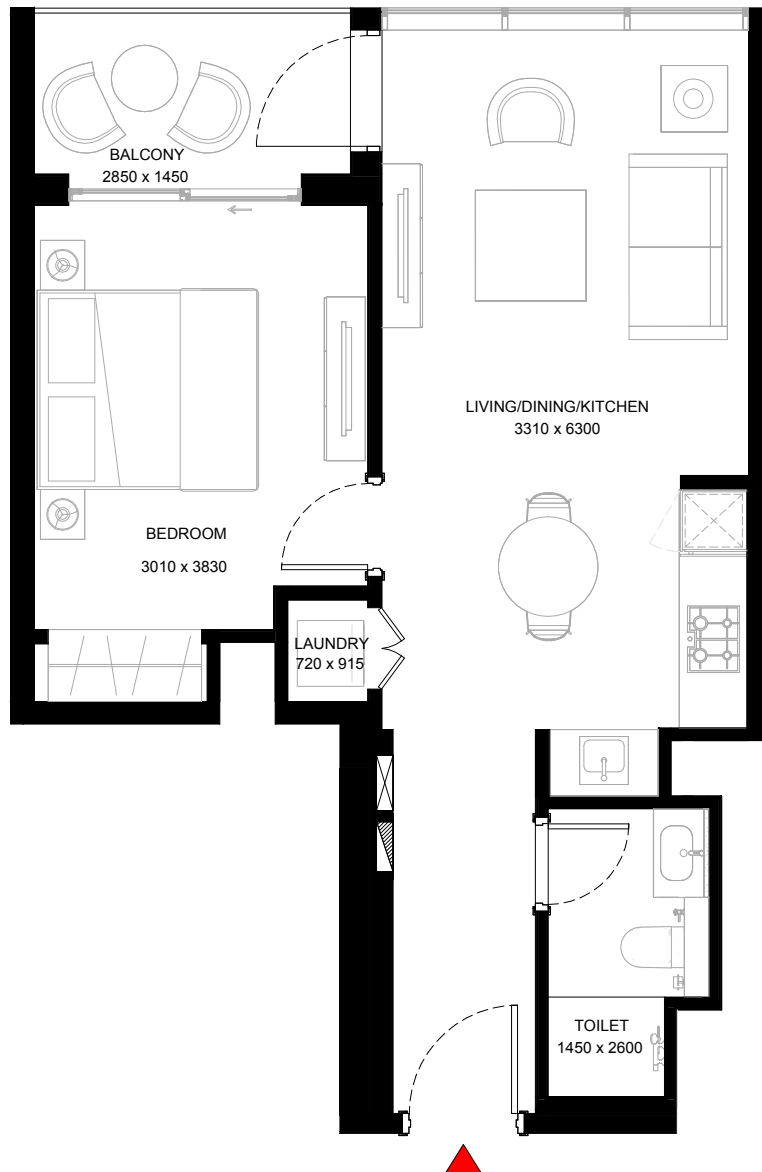 BALCONY
2850 x 1450
LIVING/DINING/KITCHEN
3310 x 6300
BEDROOM
3010 x 3830
LAUNDRY
720 x 915
TOILET
1450 x 2600